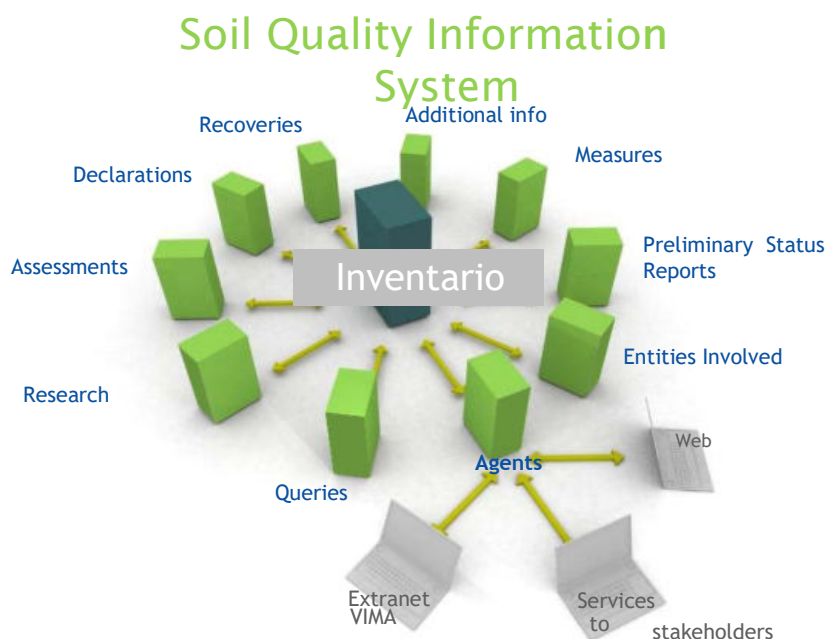 Soil Quality Information
System
Additional info
Recoveries
Measures
Declarations
Preliminary Status
Reports
Assessments
Inventario
Entities Involved
Research
Web
Agents
Queries
Extranet
VIMA
Services
to
stakeholders